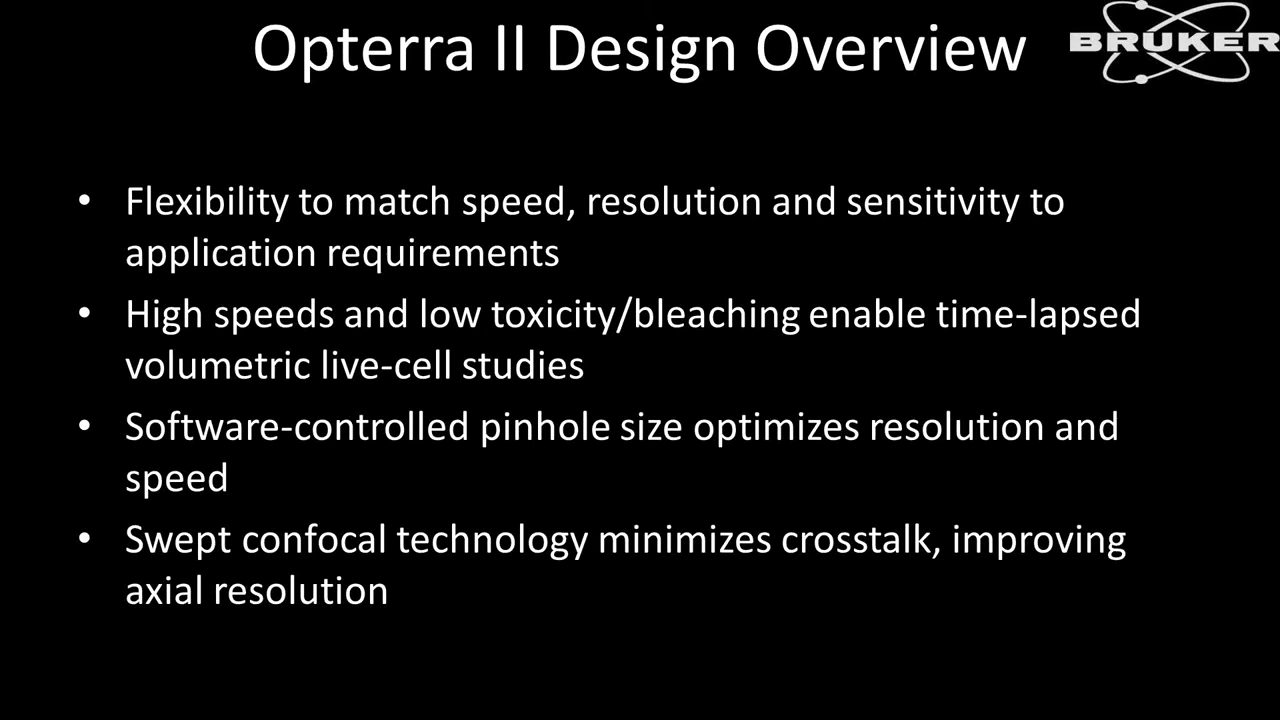 Opterra II Design Overview
BRUKER
• Flexibility to match speed, resolution and sensitivity to
application requirements
• High speeds and low toxicity/bleaching enable time-lapsed
volumetric live-cell studies
• Software-controlled pinhole size optimizes resolution and
speed
• Swept confocal technology minimizes crosstalk, improving
axial resolution